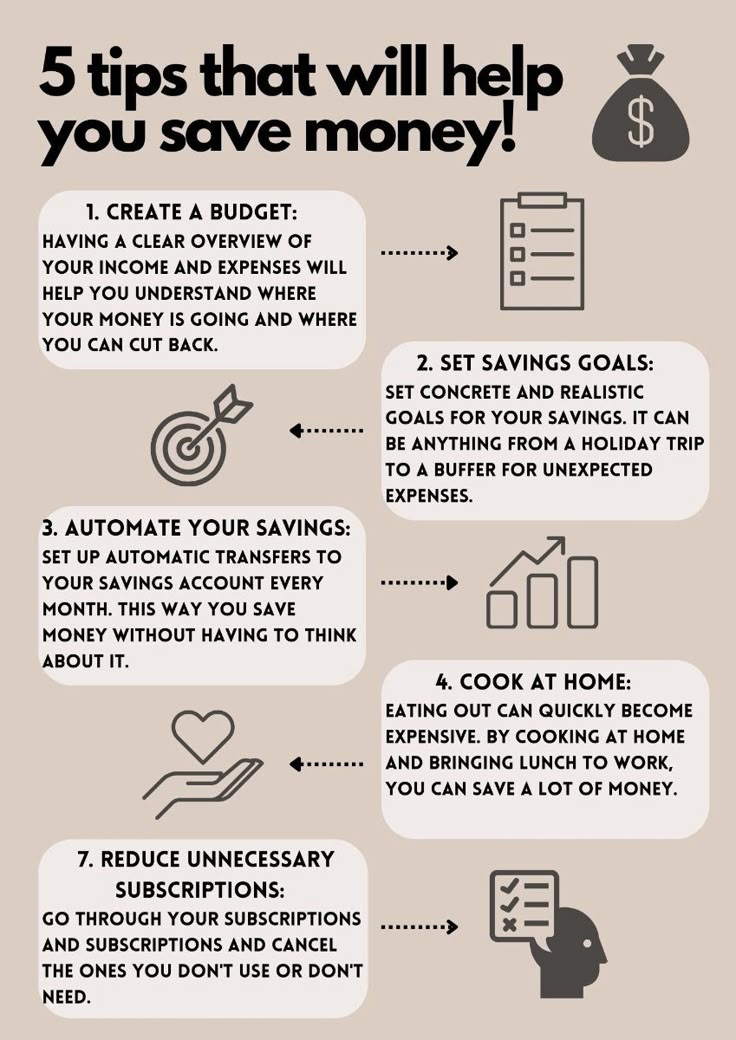 5 tips that will help
you save money!
$
1. CREATE A BUDGET:
HAVING A CLEAR OVERVIEW OF
YOUR INCOME AND EXPENSES WILL
HELP YOU UNDERSTAND WHERE
YOUR MONEY IS GOING AND WHERE
YOU CAN CUT BACK.
2. SET SAVINGS GOALS:
SET CONCRETE AND REALISTIC
GOALS FOR YOUR SAVINGS. IT CAN
BE ANYTHING FROM A HOLIDAY TRIP
TO A BUFFER FOR UNEXPECTED
EXPENSES.
3. AUTOMATE YOUR SAVINGS:
SET UP AUTOMATIC TRANSFERS TO
YOUR SAVINGS ACCOUNT EVERY
MONTH. THIS WAY YOU SAVE
MONEY WITHOUT HAVING TO THINK
ABOUT IT.
4. COOK AT HOME:
EATING OUT CAN QUICKLY BECOME
EXPENSIVE. BY COOKING AT HOME
AND BRINGING LUNCH TO WORK,
YOU CAN SAVE A LOT OF MONEY.
7. REDUCE UNNECESSARY
SUBSCRIPTIONS:
GO THROUGH YOUR SUBSCRIPTIONS
AND SUBSCRIPTIONS AND CANCEL
THE ONES YOU DON'T USE OR DON'T
NEED.